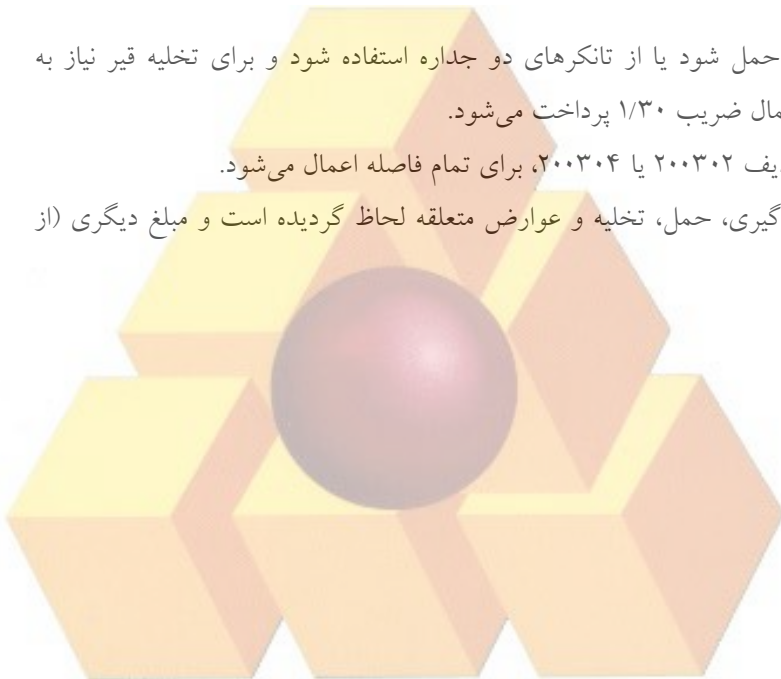 حمل شود یا از تانکرهای دو جداره استفاده شود و برای تخلیه قیر نیاز به
مال ضریب ۱/۳۰ پرداخت می‌شود.
یف ۲۰۰۳۰۲ یا ۲۰۰۳۰۴، برای تمام فاصله اعمال می‌شود.
گیری، حمل، تخلیه و عوارض متعلقه لحاظ گردیده است و مبلغ دیگری (از